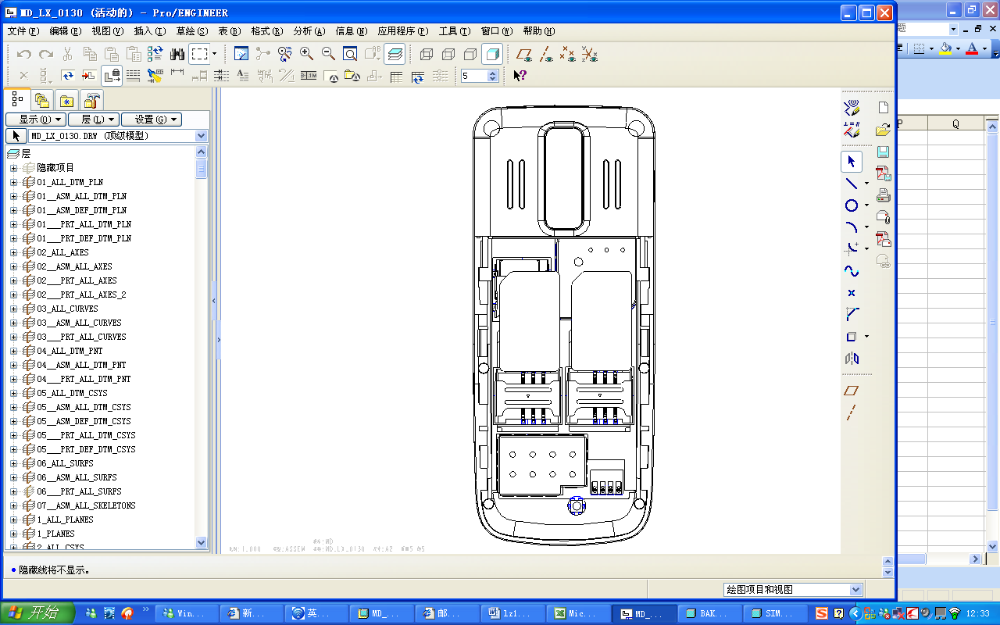 MD_LX_0130 (活动的) - Pro/ENGINEER
文件(F) 编辑(E) 视图(V) 插入(I) 草绘(S) 表(B) 格式(R) 分析(A) 信息(N) 应用程序(P) 工具(T) 窗口(W) 帮助(H)
题
5
显示(O) 层(L) 设置(G)
MD_LX_0130.DRW (顶级模型)
P Q
层
隐藏项目
01_ALL_DTM_PLN
01__ASM_ALL_DTM_PLN
01__ASM_DEF_DTM_PLN
01___PRT_ALL_DTM_PLN
01___PRT_DEF_DTM_PLN
02_ALL_AXES
02__ASM_ALL_AXES
02___PRT_ALL_AXES
02___PRT_ALL_AXES_2
03_ALL_CURVES
03__ASM_ALL_CURVES
03___PRT_ALL_CURVES
04_ALL_DTM_PNT
04__ASM_ALL_DTM_PNT
04___PRT_ALL_DTM_PNT
05_ALL_DTM_CSYS
05__ASM_ALL_DTM_CSYS
05__ASM_DEF_DTM_CSYS
05___PRT_ALL_DTM_CSYS
05___PRT_DEF_DTM_CSYS
06_ALL_SURFS
06__ASM_ALL_SURFS
06___PRT_ALL_SURFS
07__ASM_ALL_SKELETONS
1_ALL_PLANES
1_PLANES
2_ALL_CSYS
隐藏线将不显示。
绘图项目和视图
开始 Win... 新... 英... MD_... 邮... lz1... Mic... MD_... BAK... SIM... 12:33